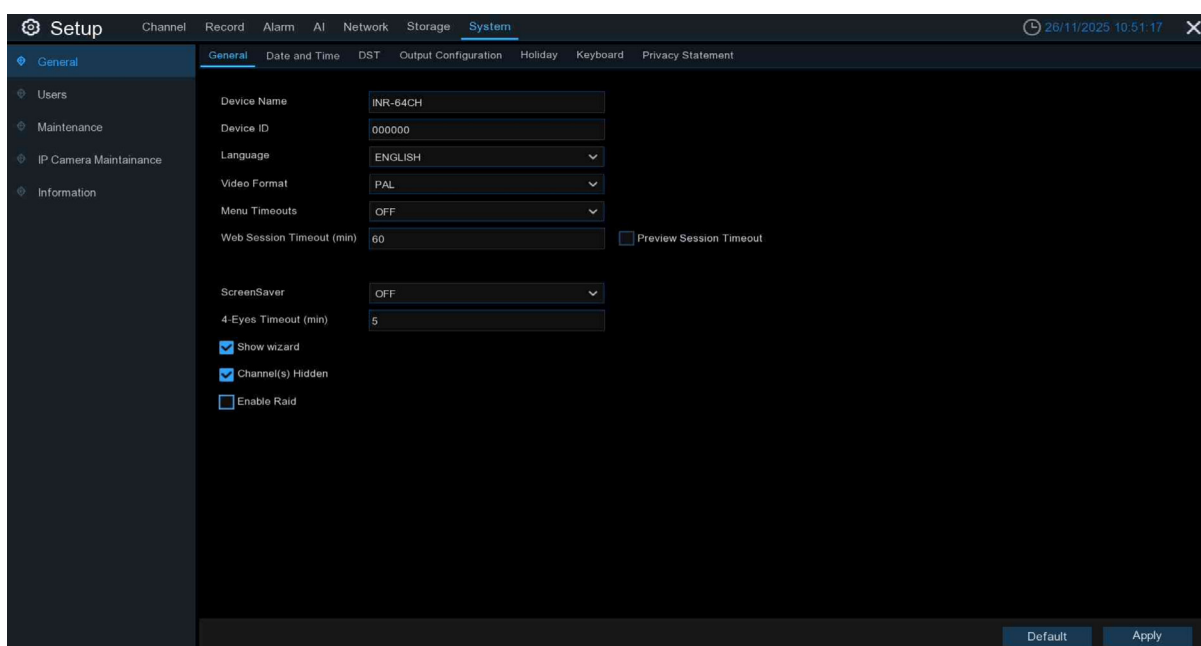 Setup Channel Record Alarm AI Network Storage System 26/11/2025 10:51:17
General Date and Time DST Output Configuration Holiday Keyboard Privacy Statement
General
Users
Maintenance
IP Camera Maintainance
Information
Device Name INR-64CH
Device ID 000000
Language ENGLISH
Video Format PAL
Menu Timeouts OFF
Web Session Timeout (min) 60 Preview Session Timeout
ScreenSaver OFF
4-Eyes Timeout (min) 5
Show wizard
Channel(s) Hidden
Enable Raid
Default Apply